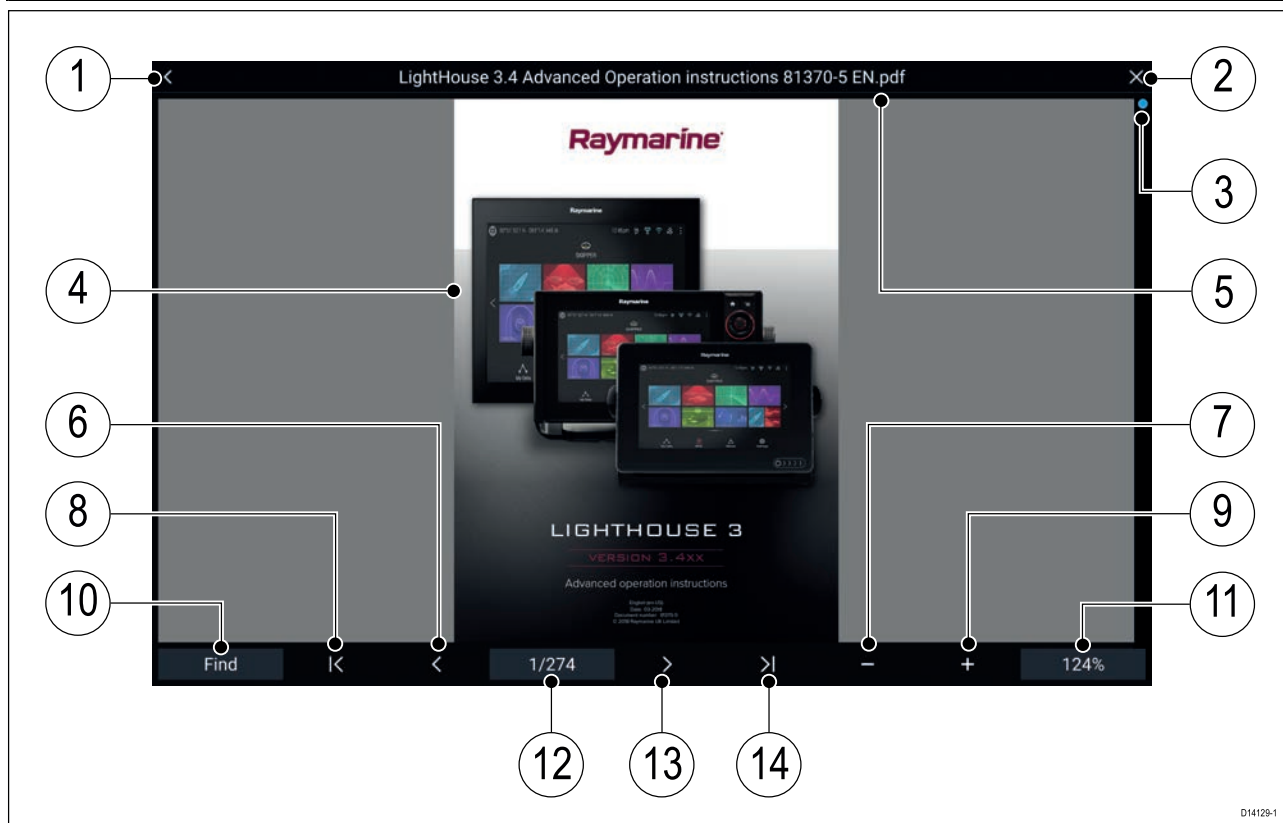 1
LightHouse 3.4 Advanced Operation instructions 81370-5 EN.pdf
2
3
Raymarine
Raymarine
SKIPPER
4
Raymarine
5
Raymarine
6
7
LIGHTHOUSE 3
8
VERSION 3.4xx
9
Advanced operation instructions
10
11
Find
1/274
124%
12
13
14
D14129-1